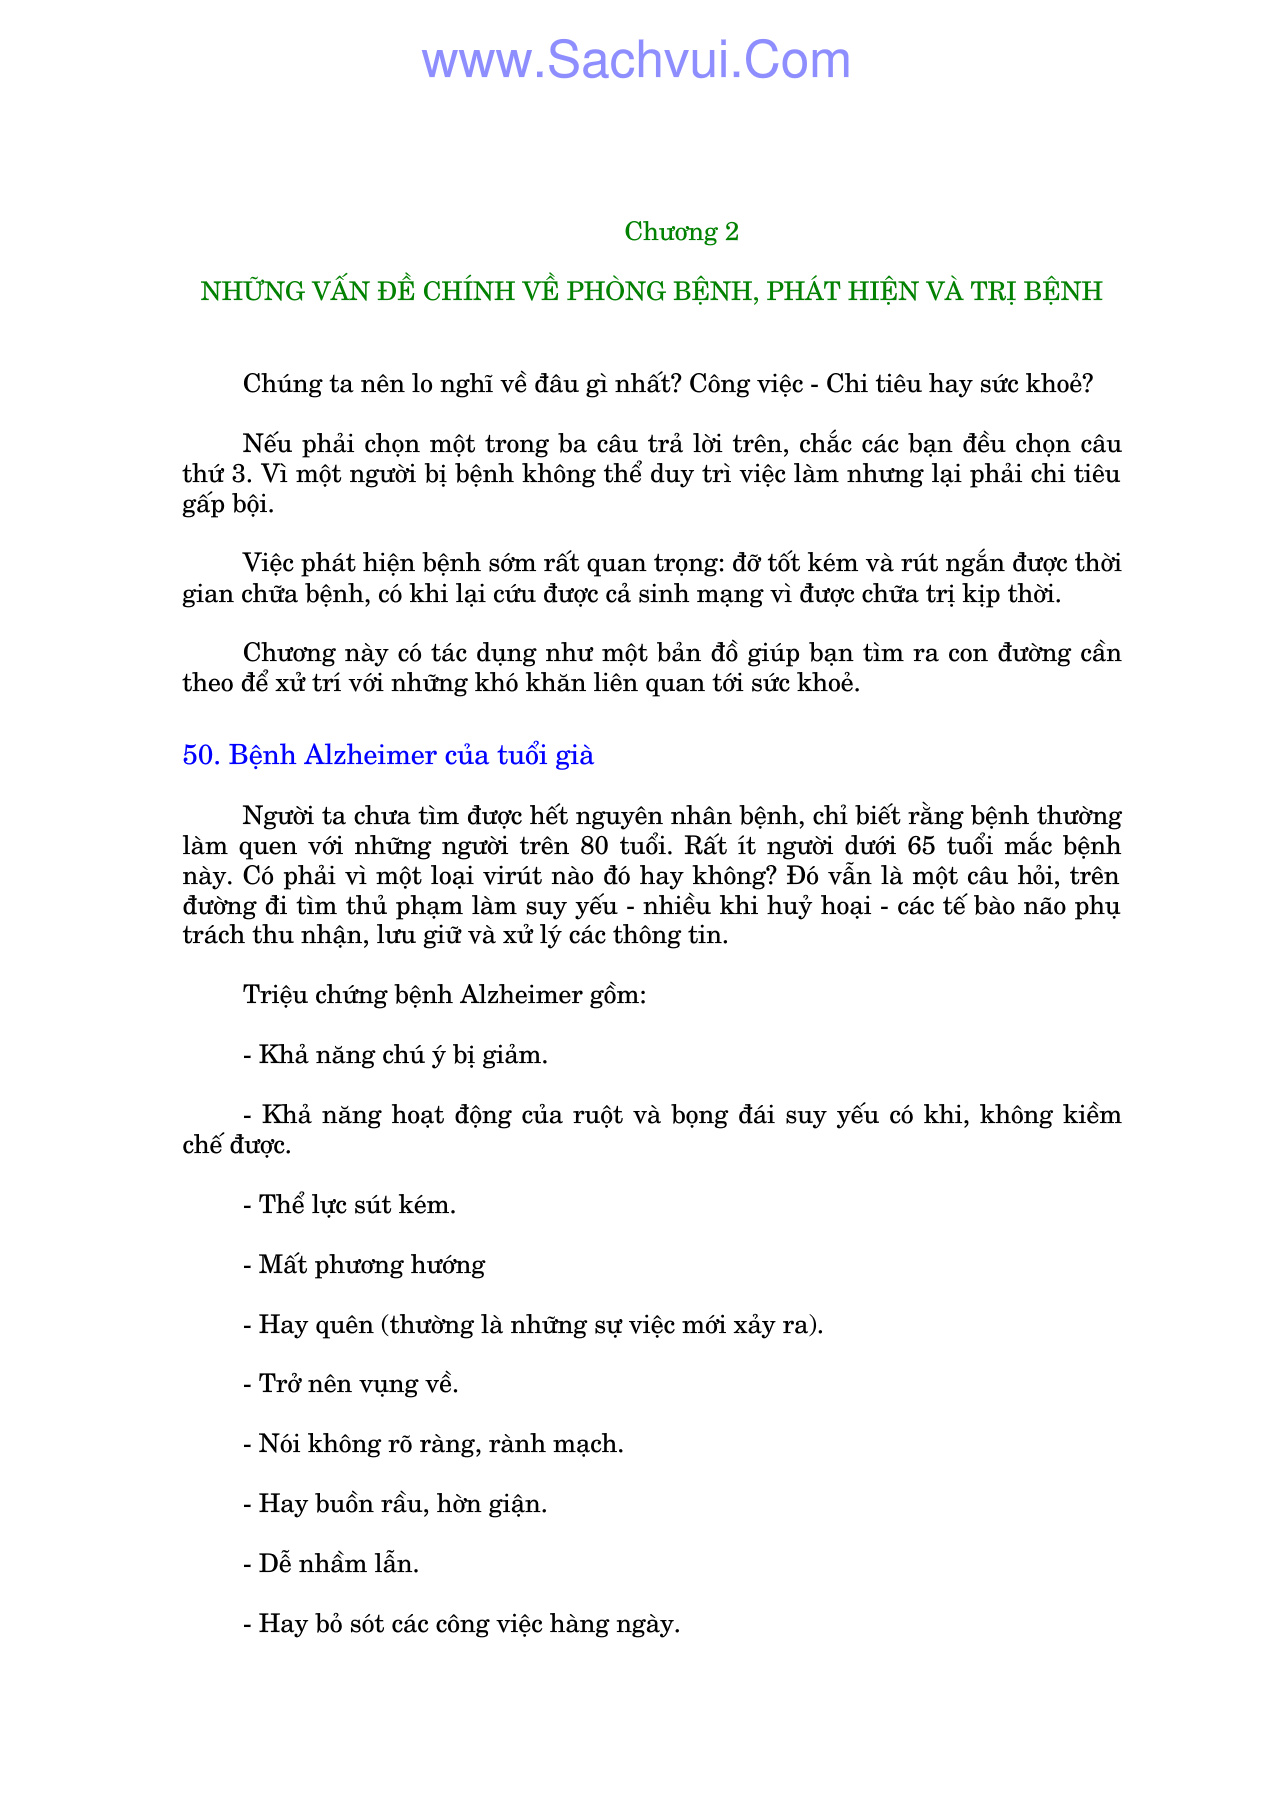 www.Sachvui.Com
Chương 2
NHỮNG VẤN ĐỀ CHÍNH VỀ PHÒNG BỆNH, PHÁT HIỆN VÀ TRỊ BỆNH
Chúng ta nên lo nghĩ về đâu gì nhất? Công việc - Chi tiêu hay sức khoẻ?
Nếu phải chọn một trong ba câu trả lời trên, chắc các bạn đều chọn câu
thứ 3. Vì một người bị bệnh không thể duy trì việc làm nhưng lại phải chi tiêu
gấp bội.
Việc phát hiện bệnh sớm rất quan trọng: đỡ tốt kém và rút ngắn được thời
gian chữa bệnh, có khi lại cứu được cả sinh mạng vì được chữa trị kịp thời.
Chương này có tác dụng như một bản đồ giúp bạn tìm ra con đường cần
theo để xử trí với những khó khăn liên quan tới sức khoẻ.
50. Bệnh Alzheimer của tuổi già
Người ta chưa tìm được hết nguyên nhân bệnh, chỉ biết rằng bệnh thường
làm quen với những người trên 80 tuổi. Rất ít người dưới 65 tuổi mắc bệnh
này. Có phải vì một loại virút nào đó hay không? Đó vẫn là một câu hỏi, trên
đường đi tìm thủ phạm làm suy yếu - nhiều khi huỷ hoại - các tế bào não phụ
trách thu nhận, lưu giữ và xử lý các thông tin.
Triệu chứng bệnh Alzheimer gồm:
- Khả năng chú ý bị giảm.
- Khả năng hoạt động của ruột và bọng đái suy yếu có khi, không kiềm
chế được.
- Thể lực sút kém.
- Mất phương hướng
- Hay quên (thường là những sự việc mới xảy ra).
- Trở nên vụng về.
- Nói không rõ ràng, rành mạch.
- Hay buồn rầu, hờn giận.
- Dễ nhầm lẫn.
- Hay bỏ sót các công việc hàng ngày.